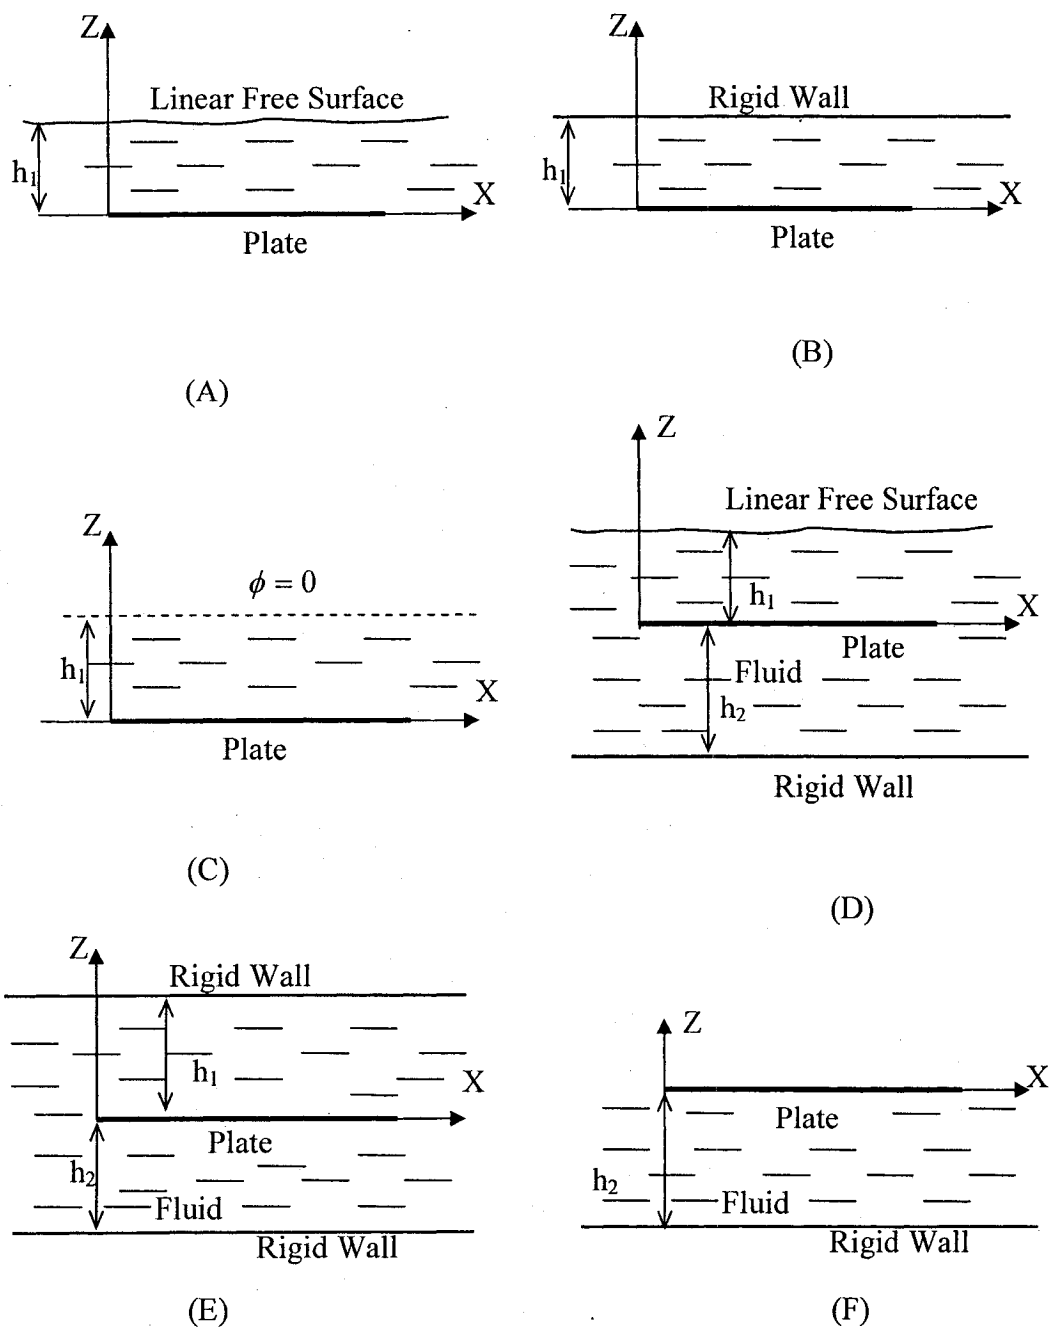 Z
Linear Free Surface
h₁
X
Plate
(A)
Z
Rigid Wall
h₁
X
Plate
(B)
Z
ϕ = 0
h₁
X
Plate
(C)
Z
Linear Free Surface
h₁
X
Plate
Fluid
h₂
Rigid Wall
(D)
Z
Rigid Wall
h₁
X
Plate
h₂
Fluid
Rigid Wall
(E)
Z
X
Plate
h₂
Fluid
Rigid Wall
(F)